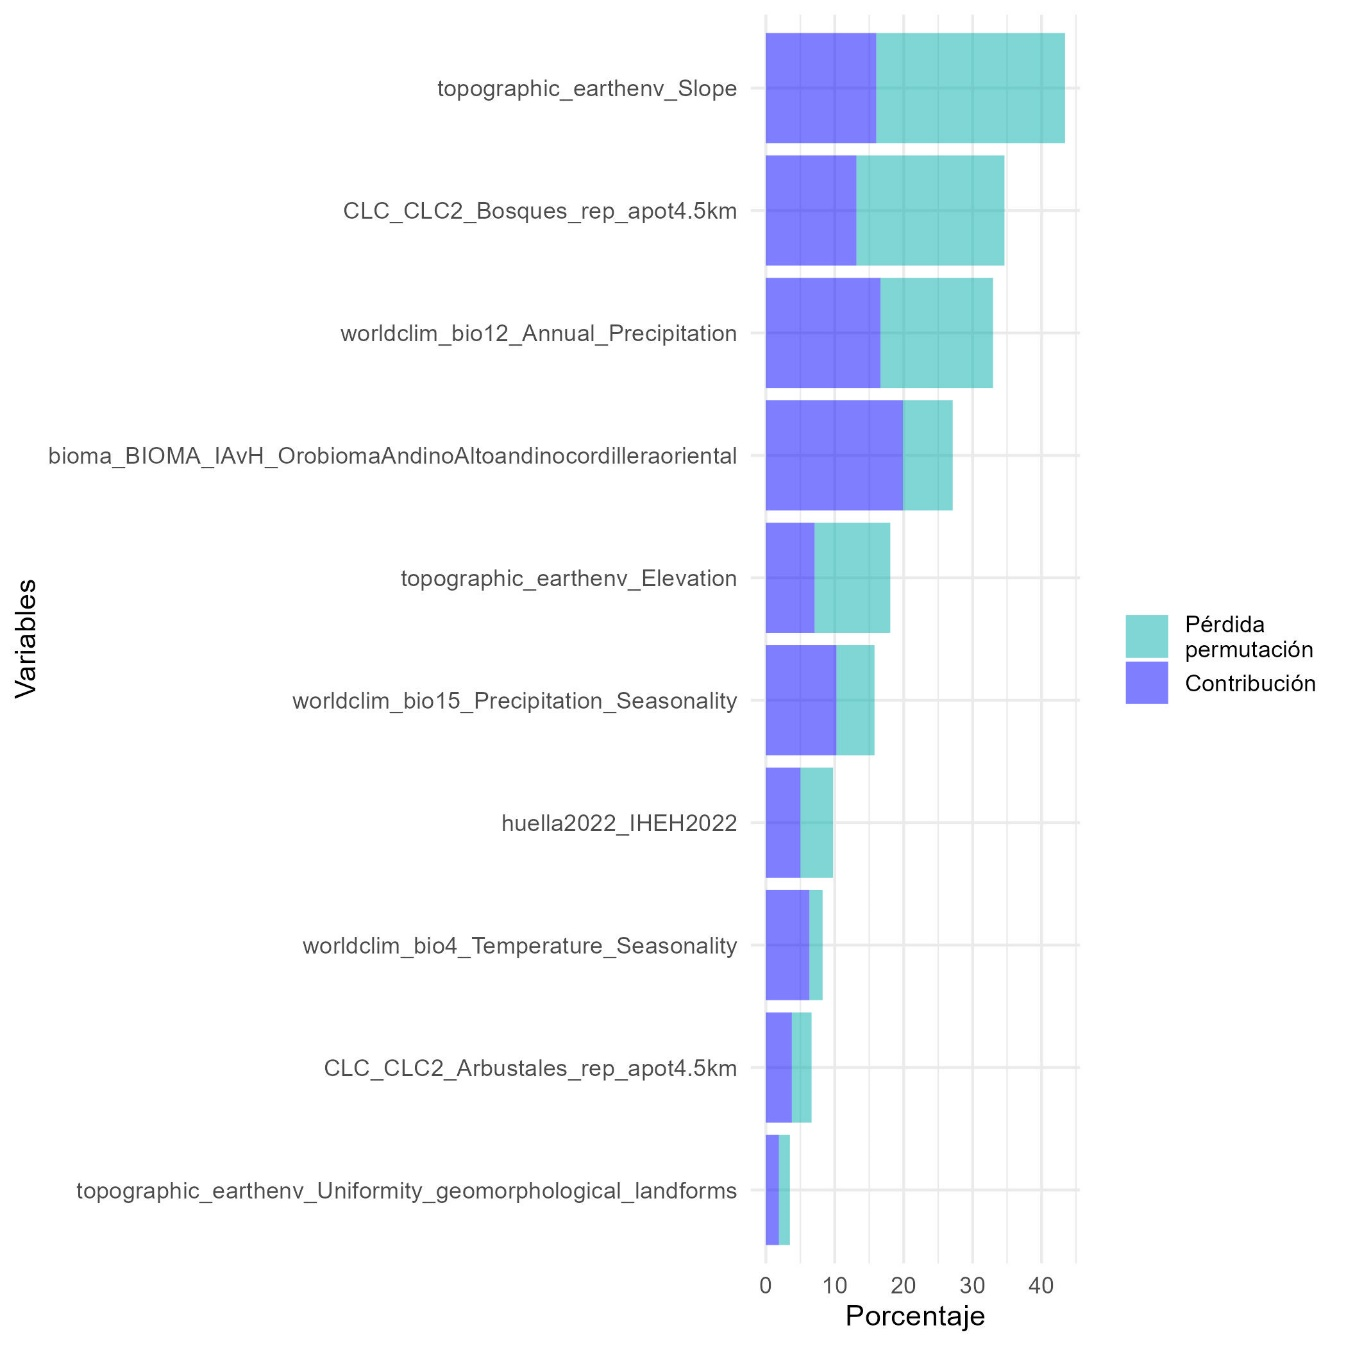 topographic_earthenv_Slope
CLC_CLC2_Bosques_rep_apot4.5km
worldclim_bio12_Annual_Precipitation
bioma_BIOMA_IAvH_OrobiomaAndinoAltoandinocordilleraoriental
topographic_earthenv_Elevation
worldclim_bio15_Precipitation_Seasonality
huella2022_IHEH2022
worldclim_bio4_Temperature_Seasonality
CLC_CLC2_Arbustales_rep_apot4.5km
topographic_earthenv_Uniformity_geomorphological_landforms
Variables
0 10 20 30 40
Porcentaje
Pérdida
permutación
Contribución